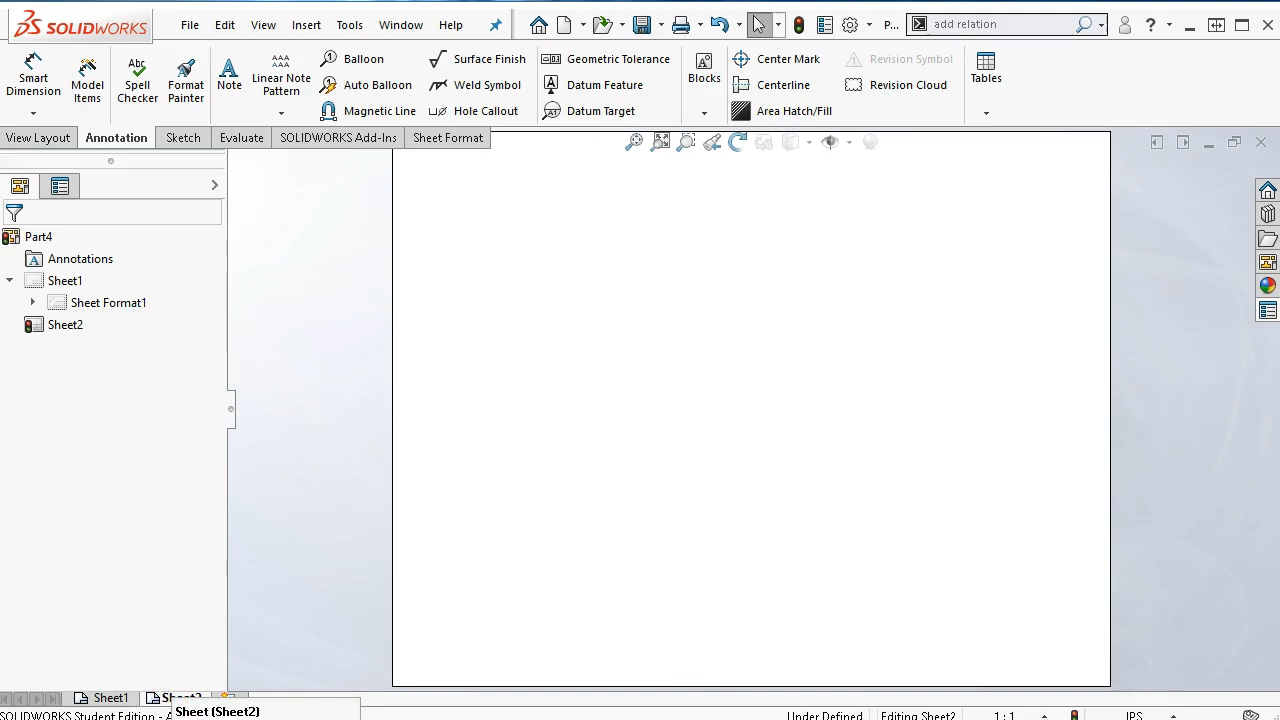 SOLIDWORKS
File Edit View Insert Tools Window Help
P... add relation
Smart Dimension
Model Items
Spell Checker
Format Painter
Note
Linear Note Pattern
Balloon
Auto Balloon
Magnetic Line
Surface Finish
Weld Symbol
Hole Callout
Geometric Tolerance
Datum Feature
Datum Target
Blocks
Center Mark
Centerline
Area Hatch/Fill
Revision Symbol
Revision Cloud
Tables
View Layout Annotation Sketch Evaluate SOLIDWORKS Add-Ins Sheet Format
Part4
Annotations
Sheet1
Sheet Format1
Sheet2
Sheet1 Sheet2
Sheet (Sheet2)
SOLIDWORKS Student Edition - A
Under Defined Editing Sheet2 1 : 1 IPS